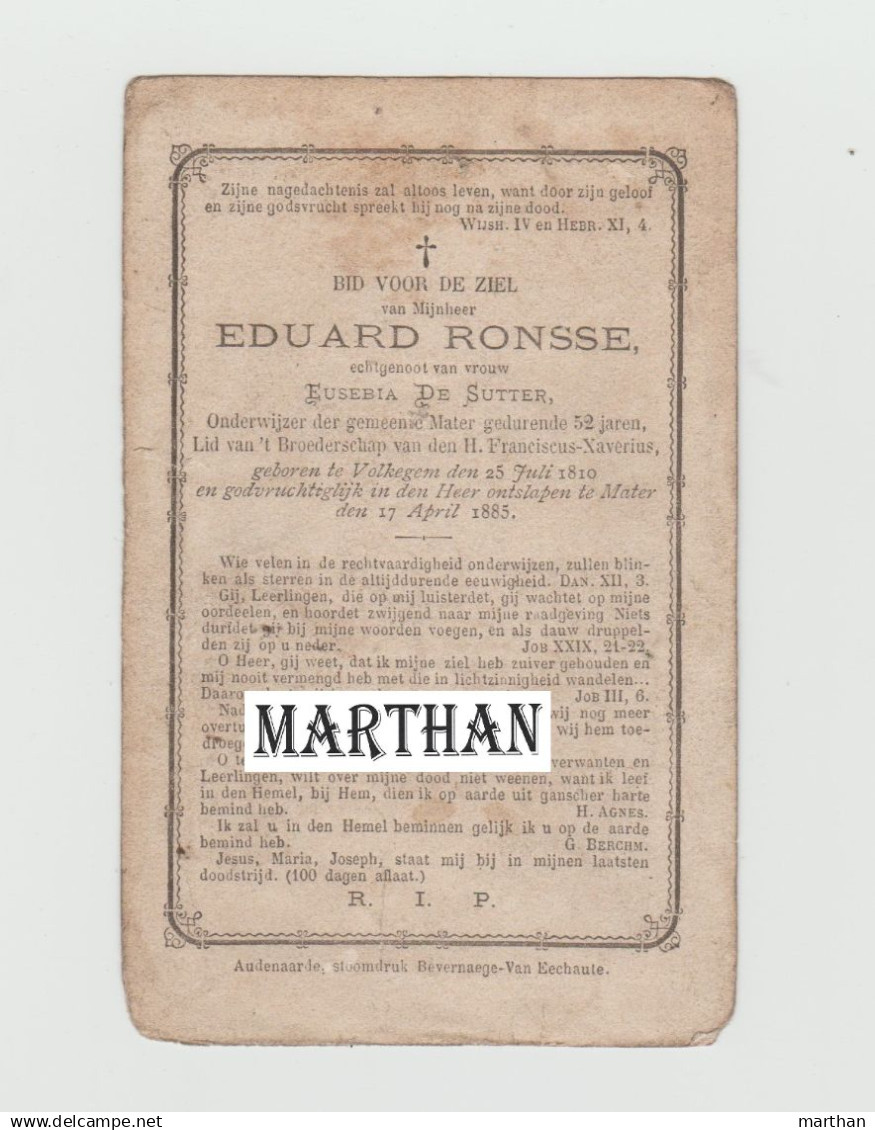 Zijne nagedachtenis zal altoos leven, want door zijn geloof
en zijne godsvrucht spreekt hij nog na zijne dood.
WIJSH. IV en HEBR. XI, 4.
BID VOOR DE ZIEL
van Mijnheer
EDUARD RONSSE,
echtgenoot van vrouw
EUSEBIA DE SUTTER,
Onderwijzer der gemeente Mater gedurende 52 jaren,
Lid van 't Broederschap van den H. Franciscus-Xaverius,
geboren te Volkegem den 25 Juli 1810
en godvruchtiglijk in den Heer ontslapen te Mater
den 17 April 1885.
Wie velen in de rechtvaardigheid onderwijzen, zullen blin-
ken als sterren in de altijddurende eeuwigheid. DAN. XII, 3.
Gij, Leerlingen, die op mij luisterdet, gij wachtet op mijne
oordeelen, en hoordet zwijgend naar mijne raadgeving Niets
durfdet gij bij mijne woorden voegen, en als dauw druppel-
den zij op u neder. JOB XXIX, 21-22.
O Heer, gij weet, dat ik mijne ziel heb zuiver gehouden en
mij nooit vermengd heb met die in lichtzinnigheid wandelen...
JOB III, 6.
wij nog meer
wij hem toe-
MARTHAN
verwanten en
Leerlingen, wilt over mijne dood niet weenen, want ik leef
in den Hemel, bij Hem, dien ik op aarde uit ganscher harte
bemind heb. H. AGNES.
Ik zal u in den Hemel beminnen gelijk ik u op de aarde
bemind heb. G. BERCHM.
Jesus, Maria, Joseph, staat mij bij in mijnen laatsten
doodstrijd. (100 dagen aflaat.)
R. I. P.
Audenaarde, stoomdruk Bevernaege-Van Eechaute.
delcampe.net
marthan